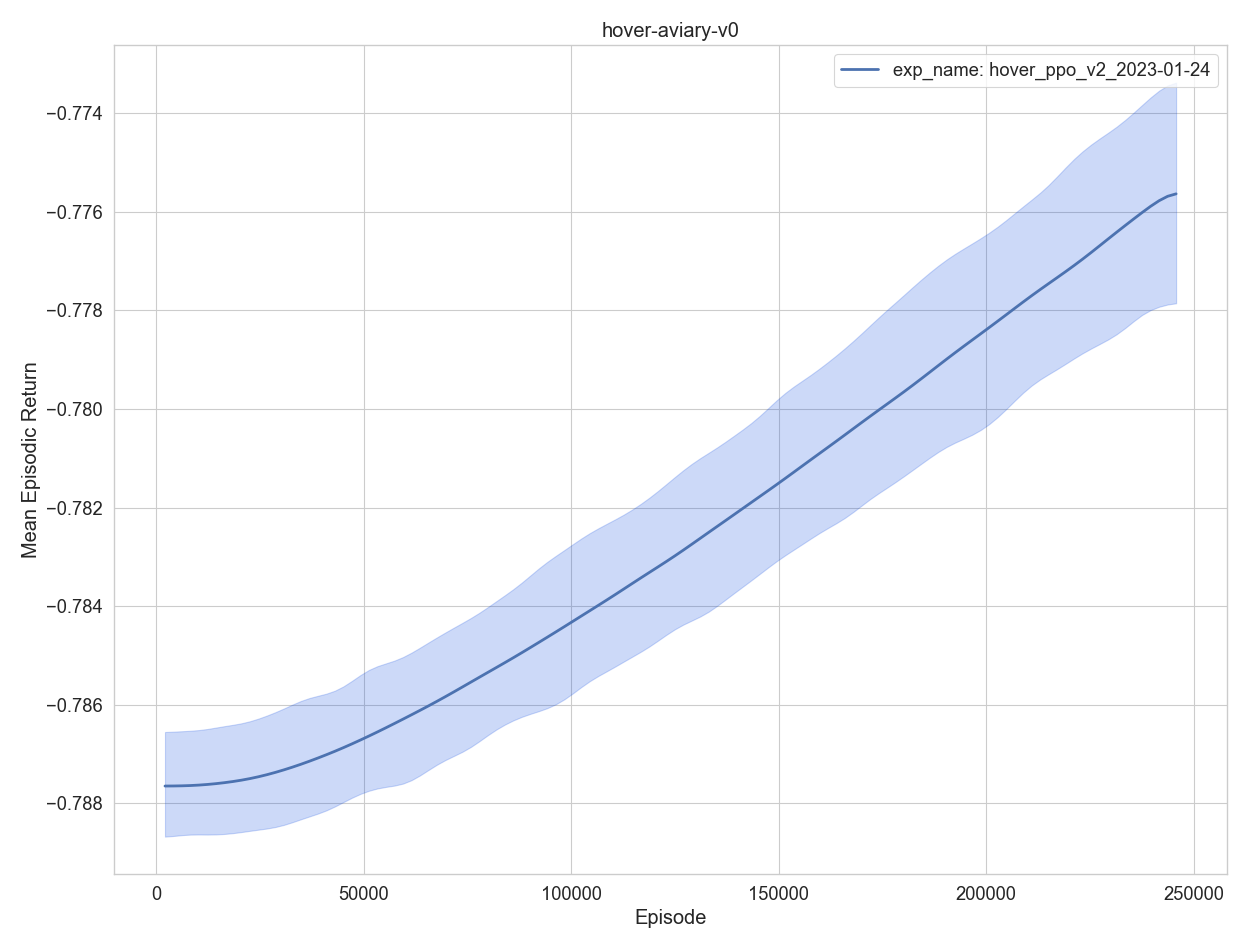 hover-aviary-v0
exp_name: hover_ppo_v2_2023-01-24
Mean Episodic Return
−0.774
−0.776
−0.778
−0.780
−0.782
−0.784
−0.786
−0.788
0 50000 100000 150000 200000 250000
Episode